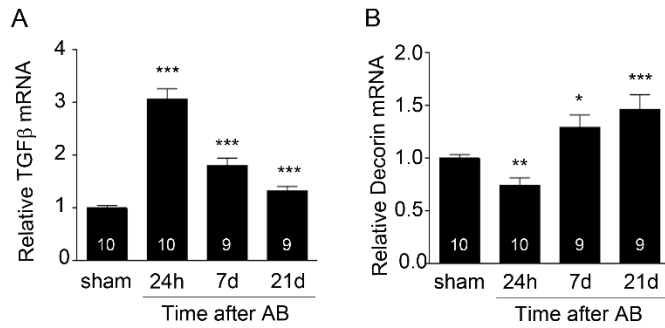 A
Relative TGFβ mRNA
4
3
2
1
0
***
***
***
10
10
9
9
sham
24h
7d
21d
Time after AB
B
Relative Decorin mRNA
2.0
1.5
1.0
0.5
0.0
**
*
***
10
10
9
9
sham
24h
7d
21d
Time after AB